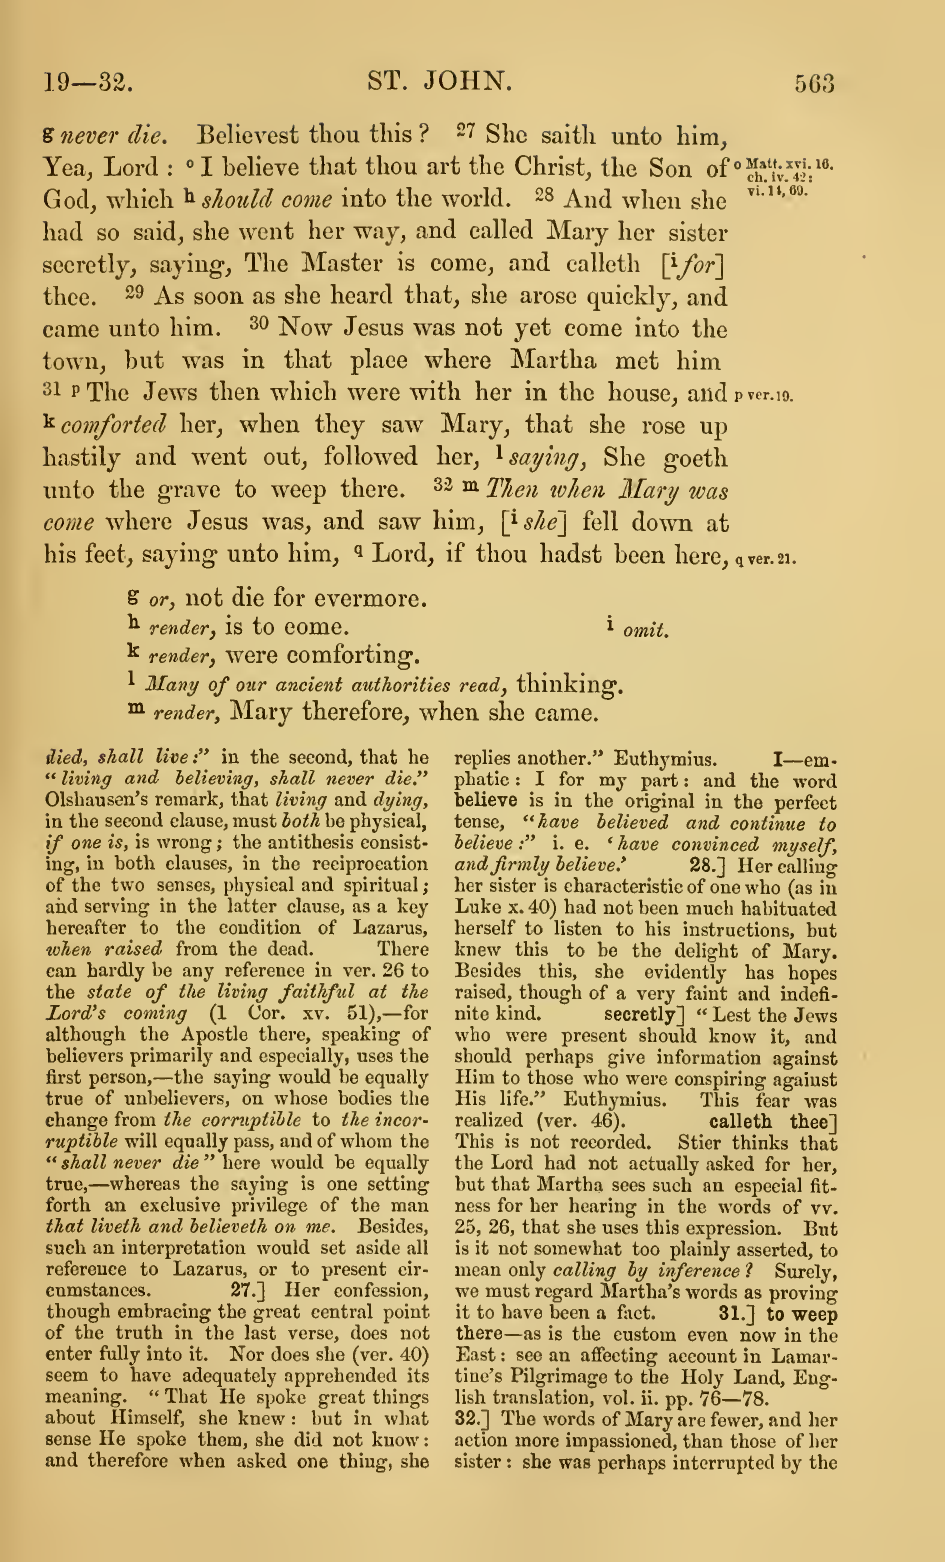 19—32.
ST. JOHN.
563
g never die. Believest thou this ? 27 She saith unto him,
Yea, Lord : o I believe that thou art the Christ, the Son of
o Matt. xvi. 16.
ch. iv. 42:
vi. 14, 69.
God, which h should come into the world. 28 And when she
had so said, she went her way, and called Mary her sister
secretly, saying, The Master is come, and calleth [i for]
thee. 29 As soon as she heard that, she arose quickly, and
came unto him. 30 Now Jesus was not yet come into the
town, but was in that place where Martha met him
31 p The Jews then which were with her in the house, and
p ver. 19.
k comforted her, when they saw Mary, that she rose up
hastily and went out, followed her, l saying, She goeth
unto the grave to weep there. 32 m Then when Mary was
come where Jesus was, and saw him, [i she] fell down at
his feet, saying unto him, q Lord, if thou hadst been here,
q ver. 21.
g or, not die for evermore.
h render, is to come.
i omit.
k render, were comforting.
l Many of our ancient authorities read, thinking.
m render, Mary therefore, when she came.
died, shall live:" in the second, that he
"living and believing, shall never die."
Olshausen's remark, that living and dying,
in the second clause, must both be physical,
if one is, is wrong ; the antithesis consist-
ing, in both clauses, in the reciprocation
of the two senses, physical and spiritual ;
and serving in the latter clause, as a key
hereafter to the condition of Lazarus,
when raised from the dead. There
can hardly be any reference in ver. 26 to
the state of the living faithful at the
Lord's coming (1 Cor. xv. 51),—for
although the Apostle there, speaking of
believers primarily and especially, uses the
first person,—the saying would be equally
true of unbelievers, on whose bodies the
change from the corruptible to the incor-
ruptible will equally pass, and of whom the
"shall never die" here would be equally
true,—whereas the saying is one setting
forth an exclusive privilege of the man
that liveth and believeth on me. Besides,
such an interpretation would set aside all
reference to Lazarus, or to present cir-
cumstances. 27.] Her confession,
though embracing the great central point
of the truth in the last verse, does not
enter fully into it. Nor does she (ver. 40)
seem to have adequately apprehended its
meaning. "That He spoke great things
about Himself, she knew : but in what
sense He spoke them, she did not know :
and therefore when asked one thing, she
replies another." Euthymius. I—em-
phatic : I for my part : and the word
believe is in the original in the perfect
tense, "have believed and continue to
believe :" i. e. 'have convinced myself,
and firmly believe.' 28.] Her calling
her sister is characteristic of one who (as in
Luke x. 40) had not been much habituated
herself to listen to his instructions, but
knew this to be the delight of Mary.
Besides this, she evidently has hopes
raised, though of a very faint and indefi-
nite kind. secretly] "Lest the Jews
who were present should know it, and
should perhaps give information against
Him to those who were conspiring against
His life." Euthymius. This fear was
realized (ver. 46). calleth thee]
This is not recorded. Stier thinks that
the Lord had not actually asked for her,
but that Martha sees such an especial fit-
ness for her hearing in the words of vv.
25, 26, that she uses this expression. But
is it not somewhat too plainly asserted, to
mean only calling by inference ? Surely,
we must regard Martha's words as proving
it to have been a fact. 31.] to weep
there—as is the custom even now in the
East : see an affecting account in Lamar-
tine's Pilgrimage to the Holy Land, Eng-
lish translation, vol. ii. pp. 76—78.
32.] The words of Mary are fewer, and her
action more impassioned, than those of her
sister : she was perhaps interrupted by the